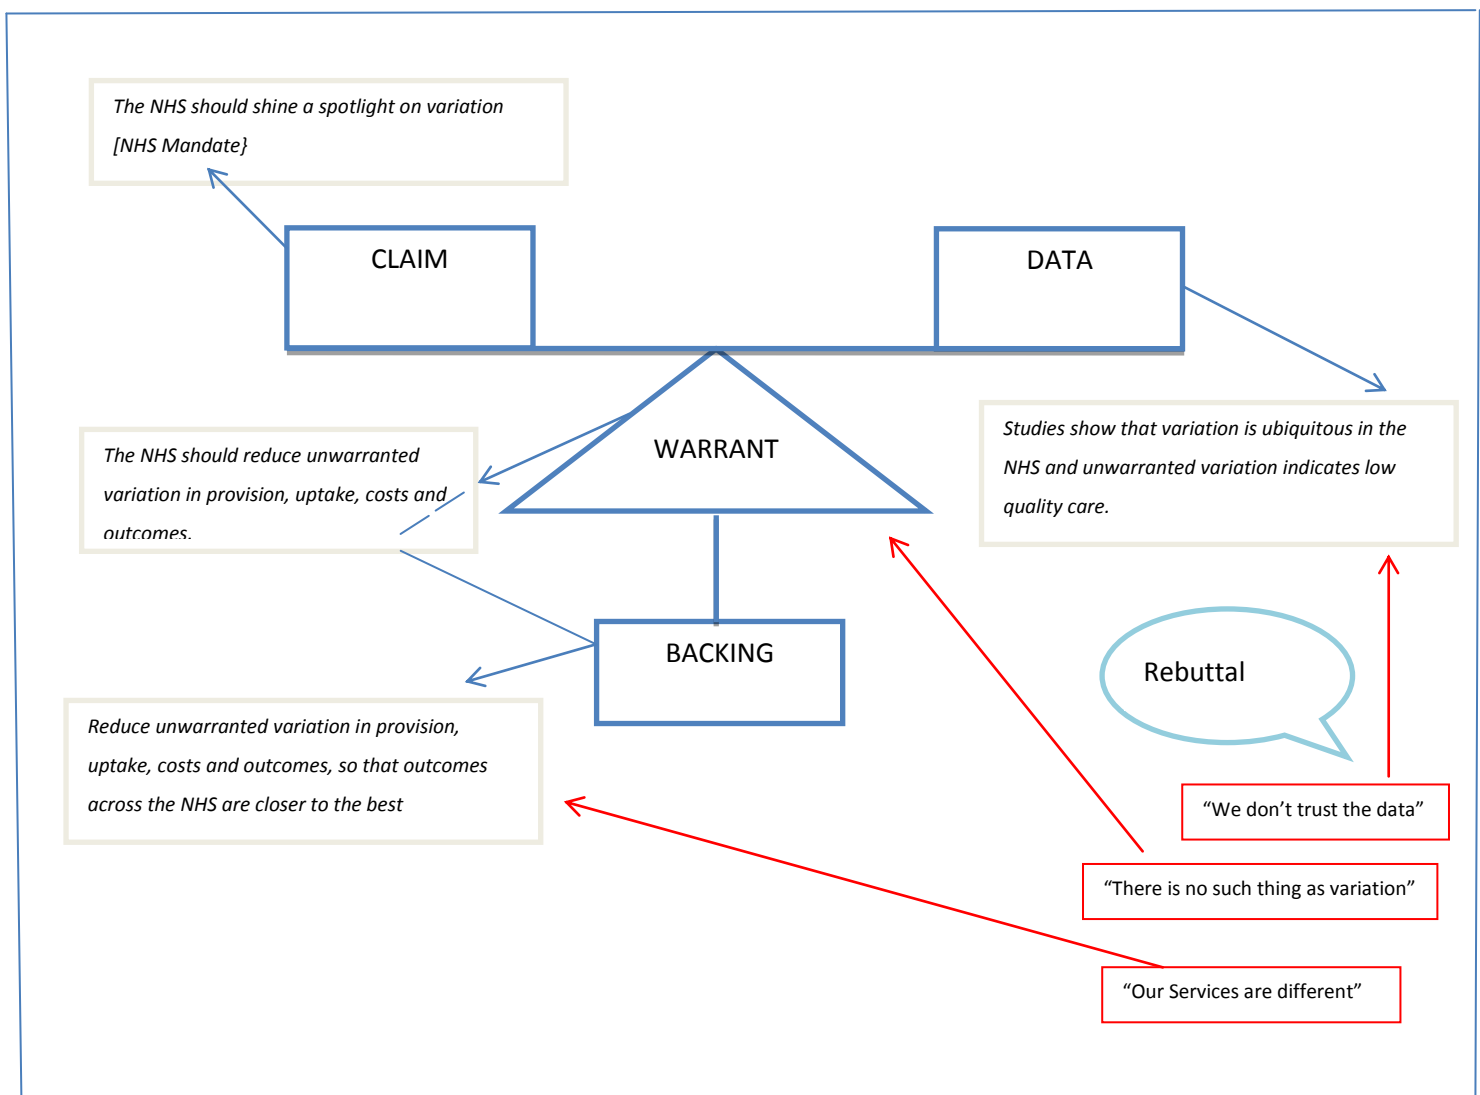 The NHS should shine a spotlight on variation
[NHS Mandate}
CLAIM
DATA
WARRANT
The NHS should reduce unwarranted
variation in provision, uptake, costs and
outcomes.
Studies show that variation is ubiquitous in the
NHS and unwarranted variation indicates low
quality care.
BACKING
Rebuttal
Reduce unwarranted variation in provision,
uptake, costs and outcomes, so that outcomes
across the NHS are closer to the best
“We don’t trust the data”
“There is no such thing as variation”
“Our Services are different”